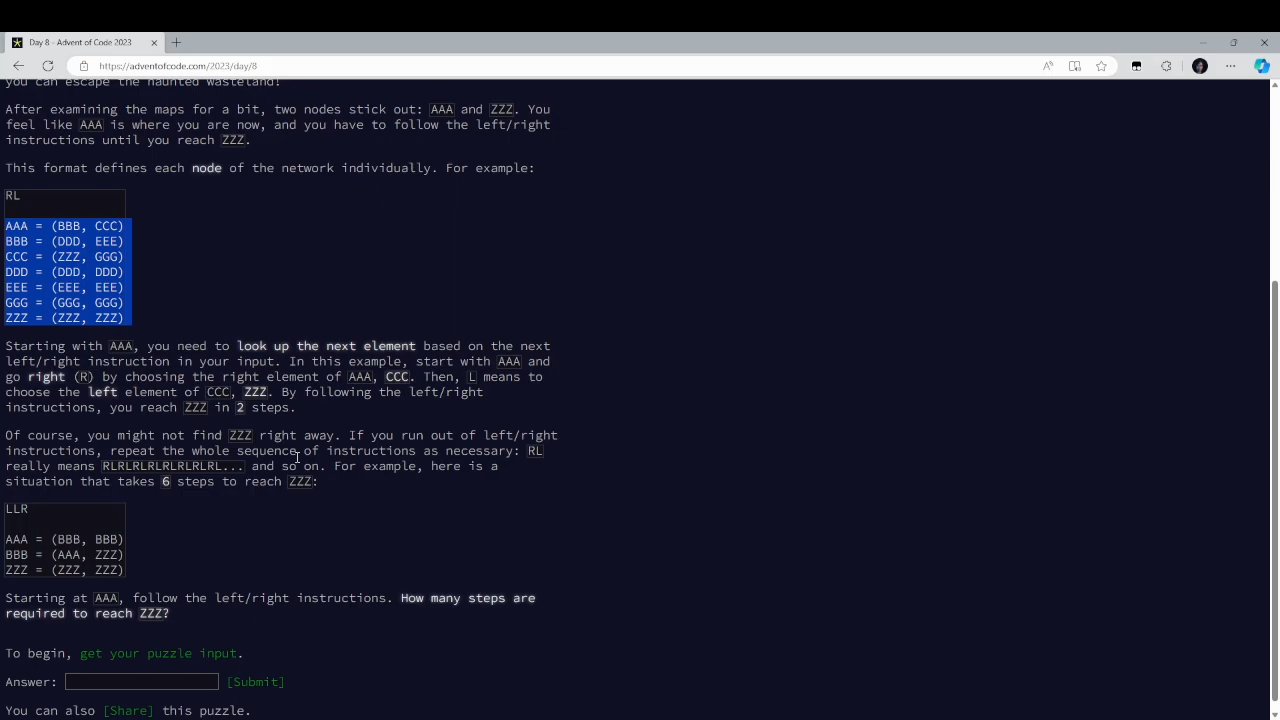 Day 8 - Advent of Code 2023
https://adventofcode.com/2023/day/8
you can escape the haunted wasteland!
After examining the maps for a bit, two nodes stick out: AAA and ZZZ. You
feel like AAA is where you are now, and you have to follow the left/right
instructions until you reach ZZZ.
This format defines each node of the network individually. For example:
RL
AAA = (BBB, CCC)
BBB = (DDD, EEE)
CCC = (ZZZ, GGG)
DDD = (DDD, DDD)
EEE = (EEE, EEE)
GGG = (GGG, GGG)
ZZZ = (ZZZ, ZZZ)
Starting with AAA, you need to look up the next element based on the next
left/right instruction in your input. In this example, start with AAA and
go right (R) by choosing the right element of AAA, CCC. Then, L means to
choose the left element of CCC, ZZZ. By following the left/right
instructions, you reach ZZZ in 2 steps.
Of course, you might not find ZZZ right away. If you run out of left/right
instructions, repeat the whole sequence of instructions as necessary: RL
really means RLRLRLRLRLRLRLRL... and so on. For example, here is a
situation that takes 6 steps to reach ZZZ:
LLR
AAA = (BBB, BBB)
BBB = (AAA, ZZZ)
ZZZ = (ZZZ, ZZZ)
Starting at AAA, follow the left/right instructions. How many steps are
required to reach ZZZ?
To begin, get your puzzle input.
Answer: [Submit]
You can also [Share] this puzzle.